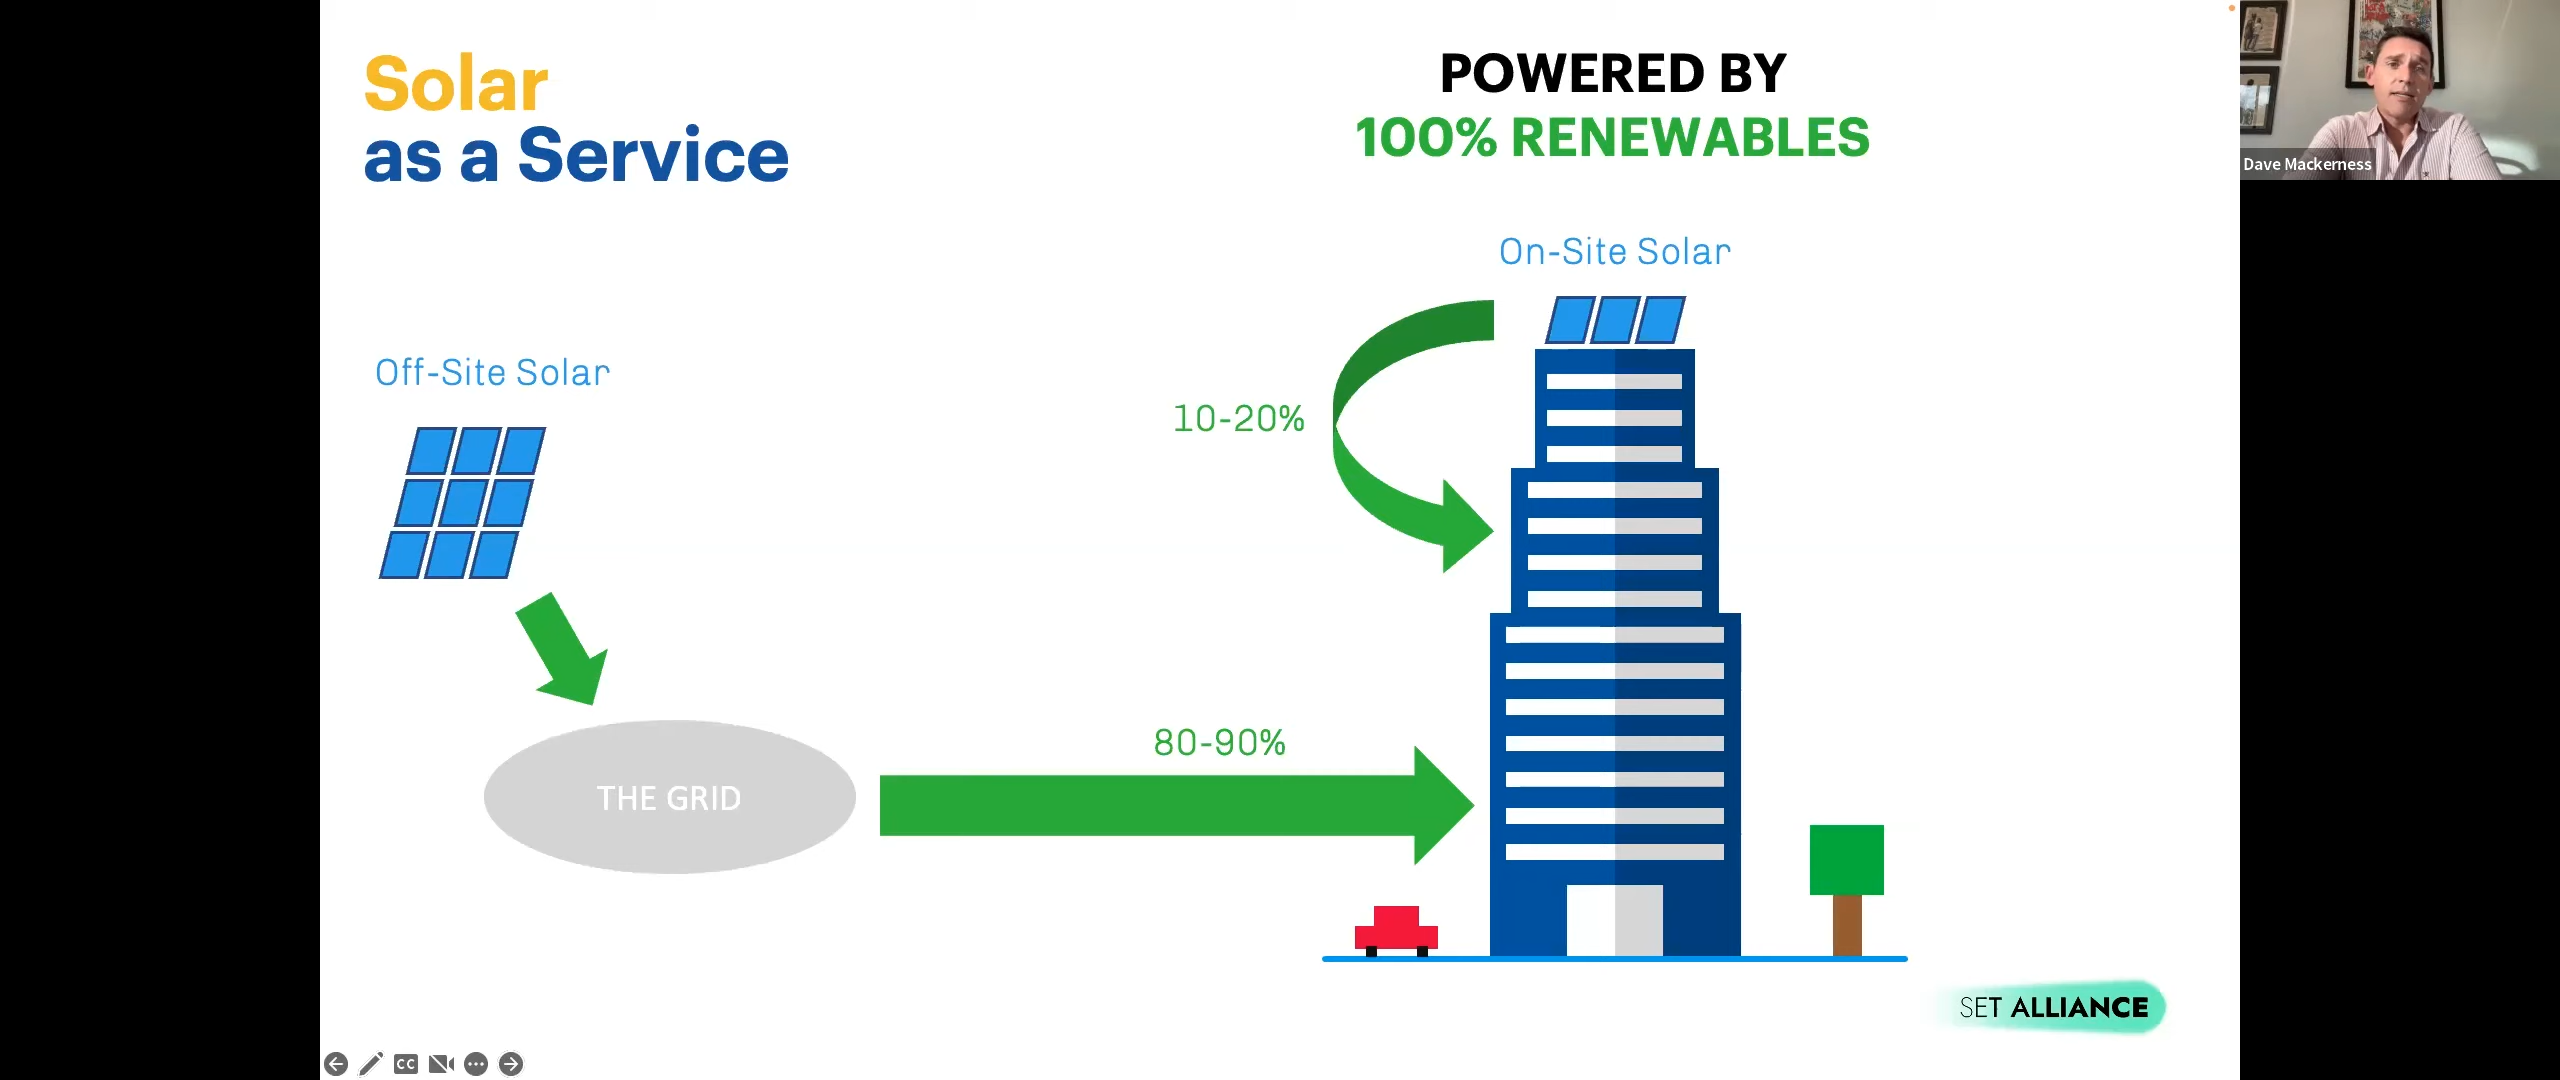 Solar
as a Service
POWERED BY
100% RENEWABLES
Dave Mackerness
On-Site Solar
Off-Site Solar
10-20%
80-90%
THE GRID
SET ALLIANCE
CC